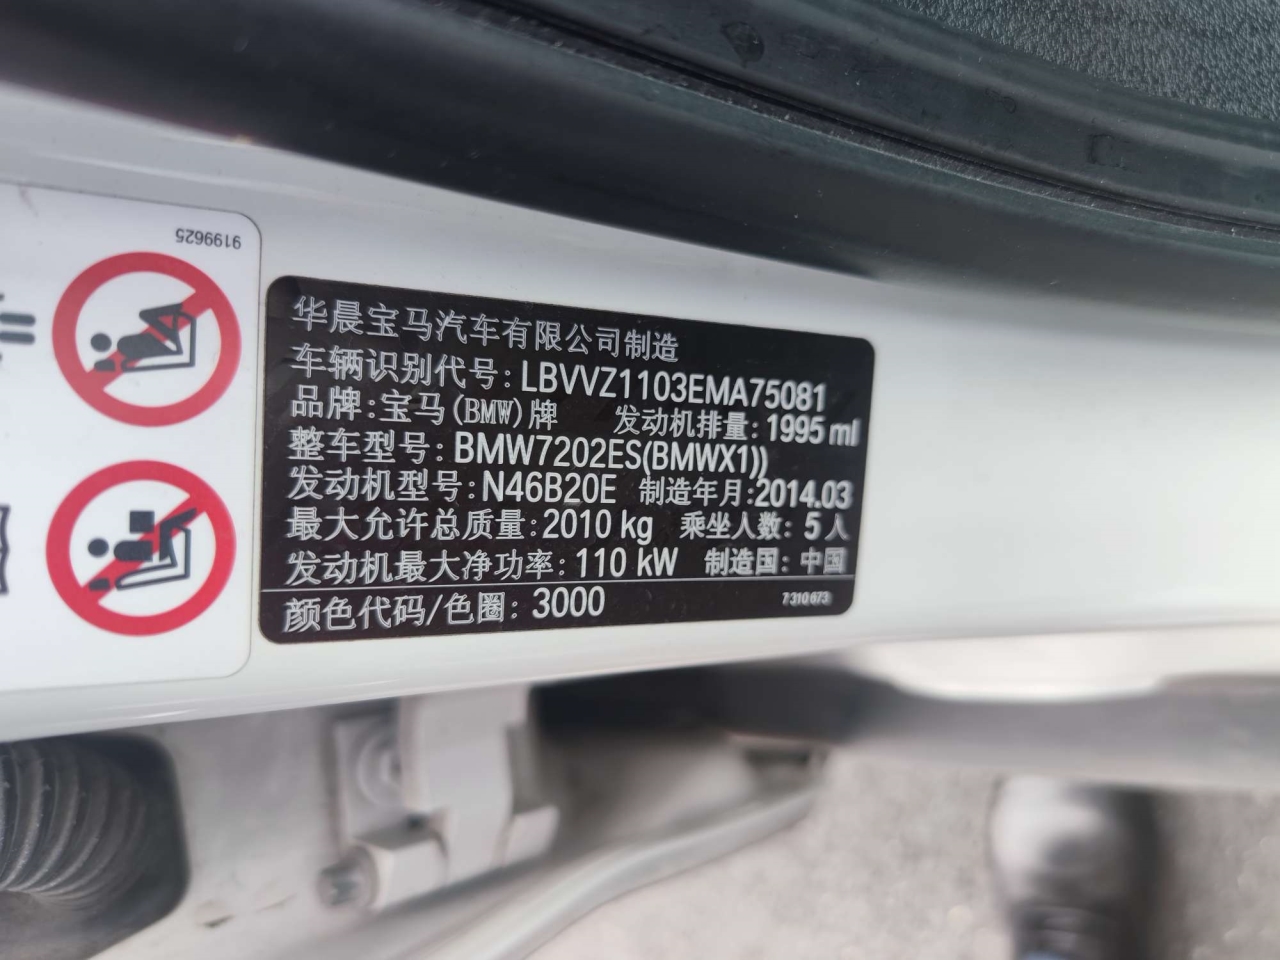 9199625
华晨宝马汽车有限公司制造
车辆识别代号:LBVVZ1103EMA75081
品牌:宝马(BMW)牌 发动机排量:1995 ml
整车型号:BMW7202ES(BMWX1))
发动机型号:N46B20E 制造年月:2014.03
最大允许总质量:2010 kg 乘坐人数: 5 人
发动机最大净功率:110 kW 制造国: 中国
颜色代码/色圈: 3000 7 310 673